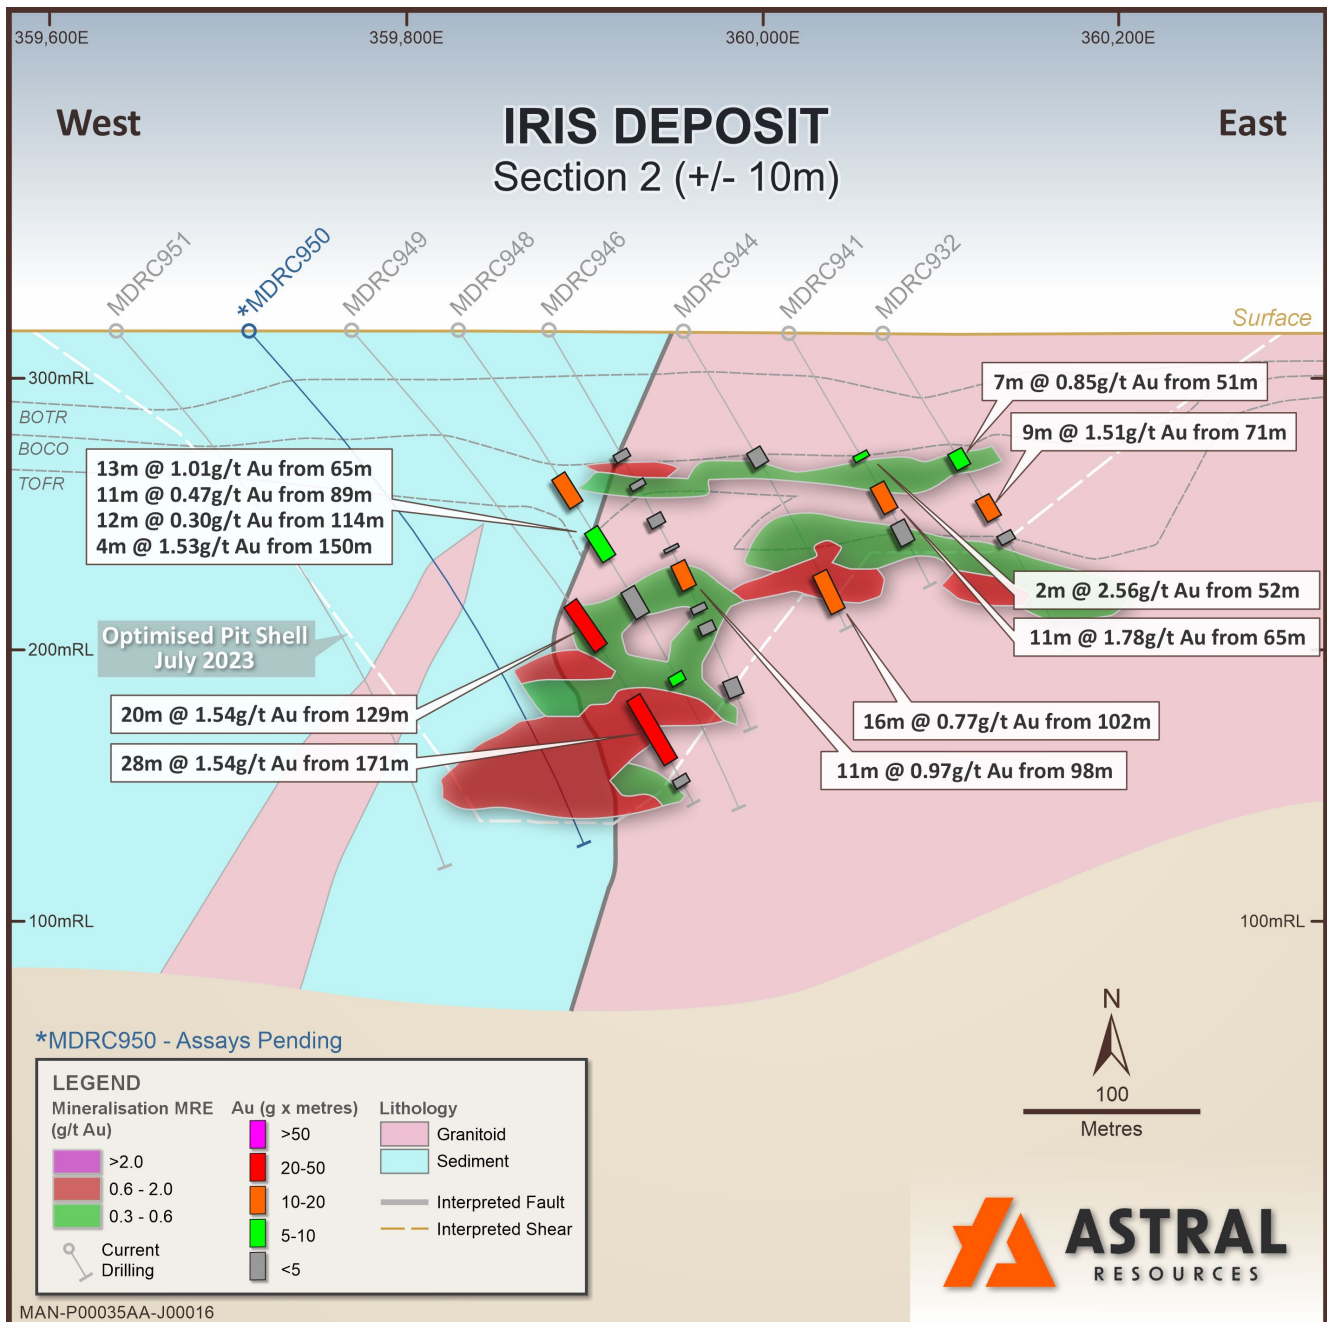 359,600E
359,800E
360,000E
360,200E
West
IRIS DEPOSIT
East
Section 2 (+/- 10m)
MDRC951
*MDRC950
MDRC949
MDRC948
MDRC946
MDRC944
MDRC941
MDRC932
Surface
300mRL
BOTR
BOCO
TOFR
7m @ 0.85g/t Au from 51m
9m @ 1.51g/t Au from 71m
13m @ 1.01g/t Au from 65m
11m @ 0.47g/t Au from 89m
12m @ 0.30g/t Au from 114m
4m @ 1.53g/t Au from 150m
2m @ 2.56g/t Au from 52m
11m @ 1.78g/t Au from 65m
Optimised Pit Shell
July 2023
200mRL
20m @ 1.54g/t Au from 129m
28m @ 1.54g/t Au from 171m
16m @ 0.77g/t Au from 102m
11m @ 0.97g/t Au from 98m
100mRL
100mRL
*MDRC950 - Assays Pending
LEGEND
Mineralisation MRE
(g/t Au)
>2.0
0.6 - 2.0
0.3 - 0.6
Current
Drilling
Au (g x metres)
>50
20-50
10-20
5-10
<5
Lithology
Granitoid
Sediment
Interpreted Fault
Interpreted Shear
N
100
Metres
ASTRAL
RESOURCES
MAN-P00035AA-J00016